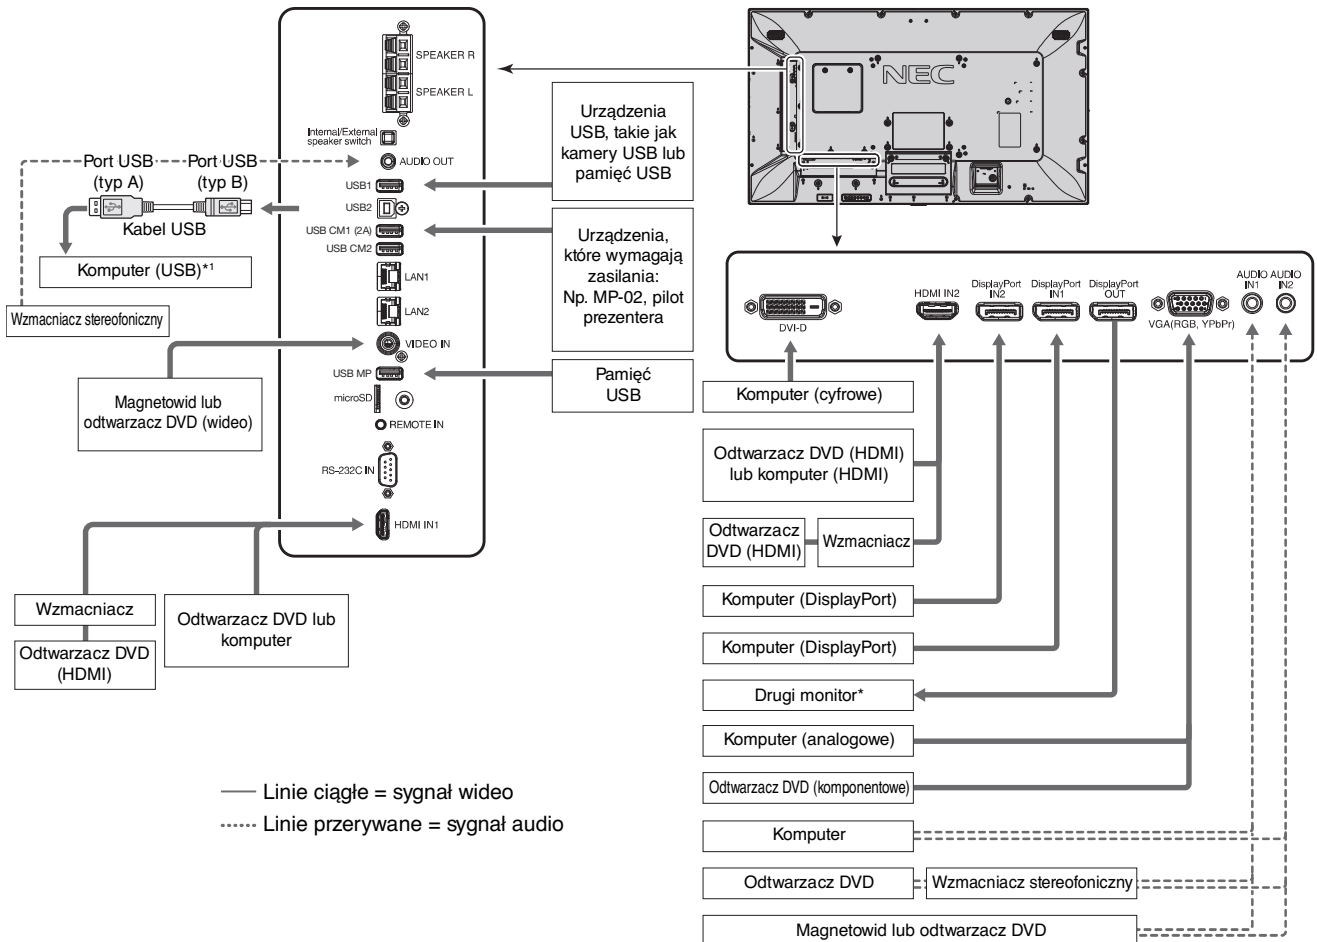 SPEAKER R
SPEAKER L
Internal/External
speaker switch
AUDIO OUT
USB1
USB2
USB CM1 (2A)
USB CM2
LAN1
LAN2
VIDEO IN
USB MP
microSD
REMOTE IN
RS-232C IN
HDMI IN1
Port USB
(typ A)
Port USB
(typ B)
Kabel USB
Komputer (USB)*1
Wzmacniacz stereofoniczny
Magnetowid lub
odtwarzacz DVD (wideo)
Wzmacniacz
Odtwarzacz DVD
(HDMI)
Odtwarzacz DVD lub
komputer
Urządzenia
USB, takie jak
kamery USB lub
pamięć USB
Urządzenia,
które wymagają
zasilania:
Np. MP-02, pilot
prezentera
Pamięć
USB
NEC
DVI-D
HDMI IN2
DisplayPort
IN2
DisplayPort
IN1
DisplayPort
OUT
VGA(RGB, YPbPr)
AUDIO
IN1
AUDIO
IN2
Komputer (cyfrowe)
Odtwarzacz DVD (HDMI)
lub komputer (HDMI)
Odtwarzacz
DVD (HDMI)
Wzmacniacz
Komputer (DisplayPort)
Komputer (DisplayPort)
Drugi monitor*
Komputer (analogowe)
Odtwarzacz DVD (komponentowe)
Komputer
Odtwarzacz DVD
Wzmacniacz stereofoniczny
Magnetowid lub odtwarzacz DVD
Linie ciągłe = sygnał wideo
Linie przerywane = sygnał audio